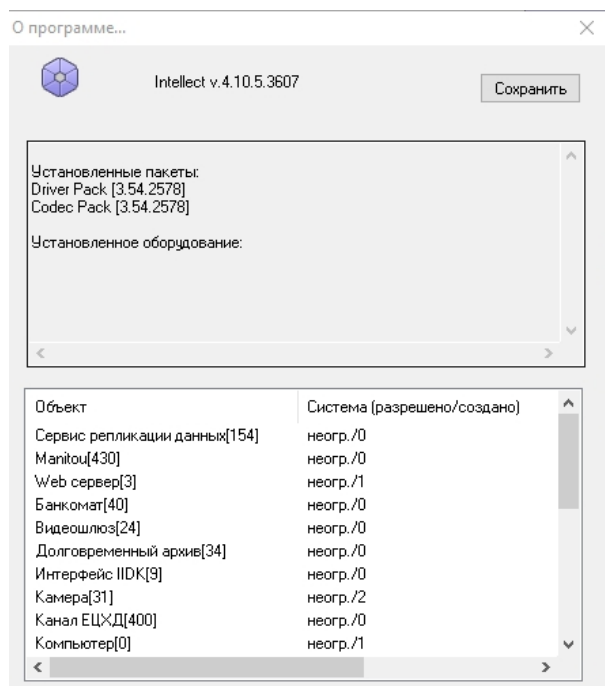 О программе...
Intellect v.4.10.5.3607
Сохранить
Установленные пакеты:
Driver Pack [3.54.2578]
Codec Pack [3.54.2578]
Установленное оборудование:
Объект Система (разрешено/создано)
Сервис репликации данных[154] неогр./0
Manitou[430] неогр./0
Web сервер[3] неогр./1
Банкомат[40] неогр./0
Видеошлюз[24] неогр./0
Долговременный архив[34] неогр./0
Интерфейс IIDK[9] неогр./0
Камера[31] неогр./2
Канал ЕЦХД[400] неогр./0
Компьютер[0] неогр./1